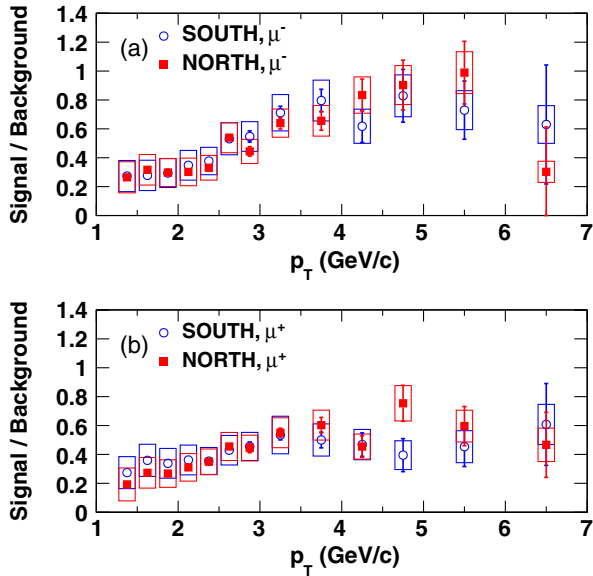 (a)
SOUTH, μ⁻
NORTH, μ⁻
Signal / Background
1.4
1.2
1
0.8
0.6
0.4
0.2
0
1 2 3 4 5 6 7
p_T (GeV/c)
(b)
SOUTH, μ⁺
NORTH, μ⁺
Signal / Background
1.4
1.2
1
0.8
0.6
0.4
0.2
0
1 2 3 4 5 6 7
p_T (GeV/c)